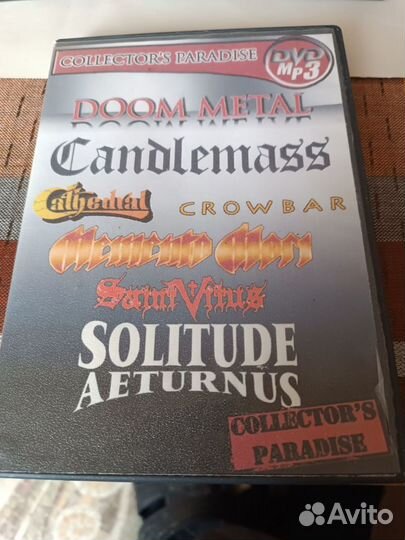 COLLECTOR'S PARADISE
DVD
MP3
DOOM METAL
Candlemass
Cathedral
CROWBAR
Memento Mori
Saint Vitus
SOLITUDE
AETURNUS
COLLECTOR'S
PARADISE
Avito